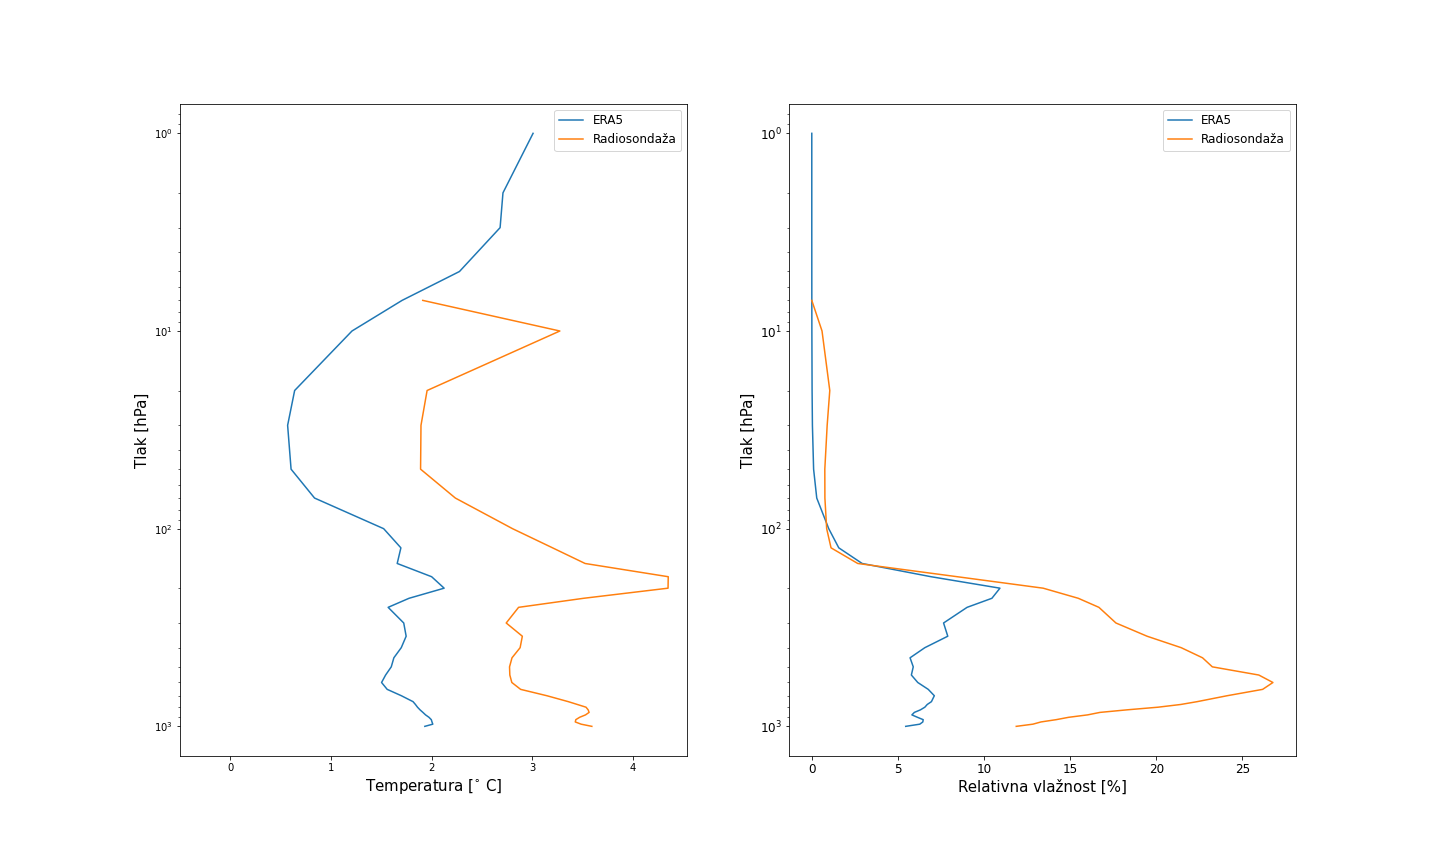 ERA5
Radiosondaža
10⁰
10¹
10²
10³
Tlak [hPa]
0 1 2 3 4
Temperatura [° C]
ERA5
Radiosondaža
10⁰
10¹
10²
10³
Tlak [hPa]
0 5 10 15 20 25
Relativna vlažnost [%]